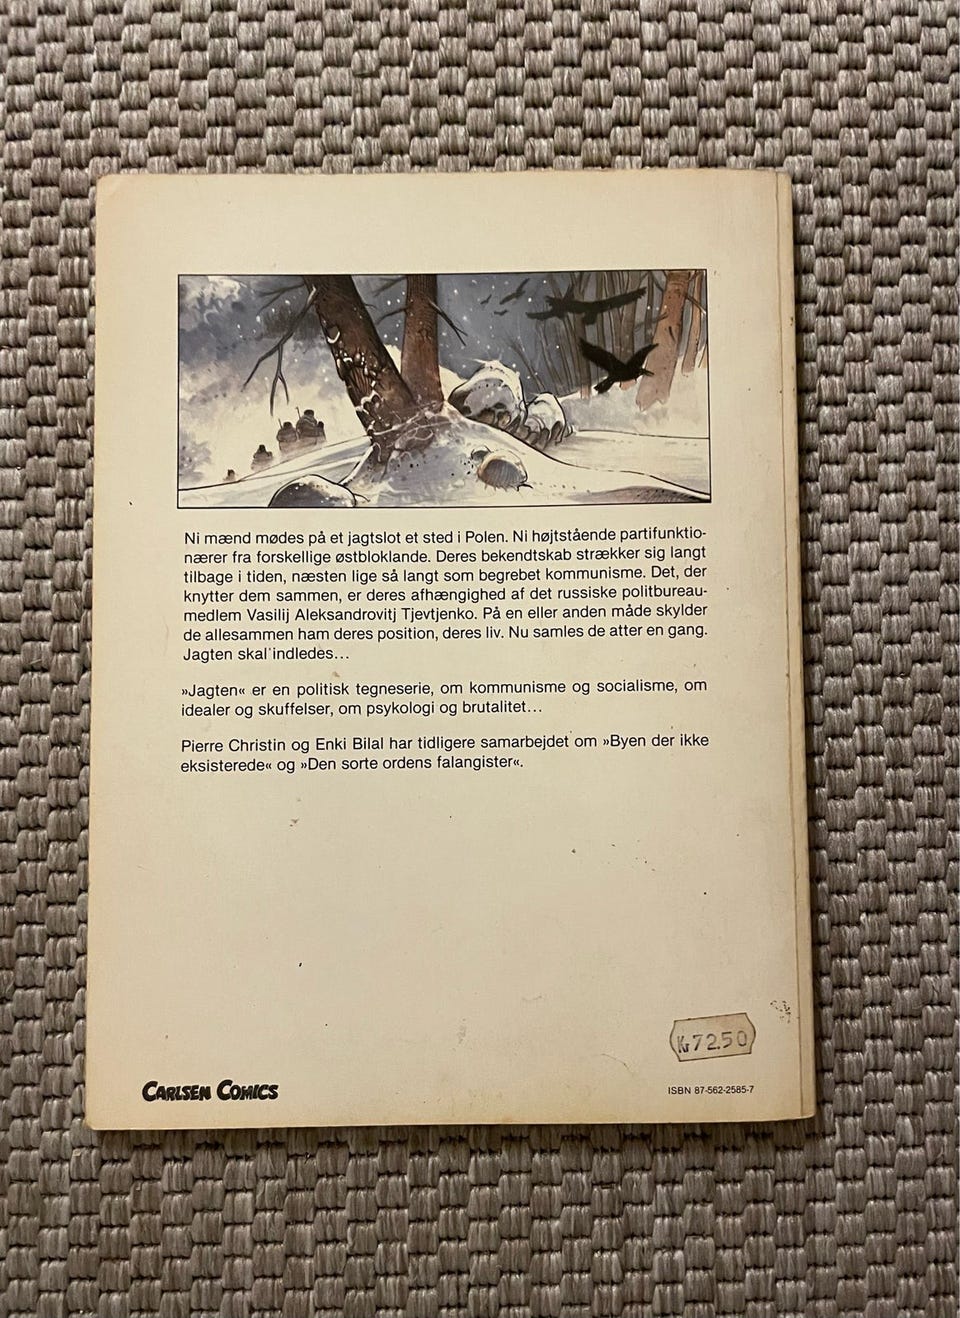 Ni mænd mødes på et jagtslot et sted i Polen. Ni højtstående partifunktio-
nærer fra forskellige østbloklande. Deres bekendtskab strækker sig langt
tilbage i tiden, næsten lige så langt som begrebet kommunisme. Det, der
knytter dem sammen, er deres afhængighed af det russiske politbureau-
medlem Vasilij Aleksandrovitj Tjevtjenko. På en eller anden måde skylder
de allesammen ham deres position, deres liv. Nu samles de atter en gang.
Jagten skal indledes...
»Jagten« er en politisk tegneserie, om kommunisme og socialisme, om
idealer og skuffelser, om psykologi og brutalitet...
Pierre Christin og Enki Bilal har tidligere samarbejdet om »Byen der ikke
eksisterede« og »Den sorte ordens falangister«.
Kr 72.50
CARLSEN COMICS
ISBN 87-562-2585-7